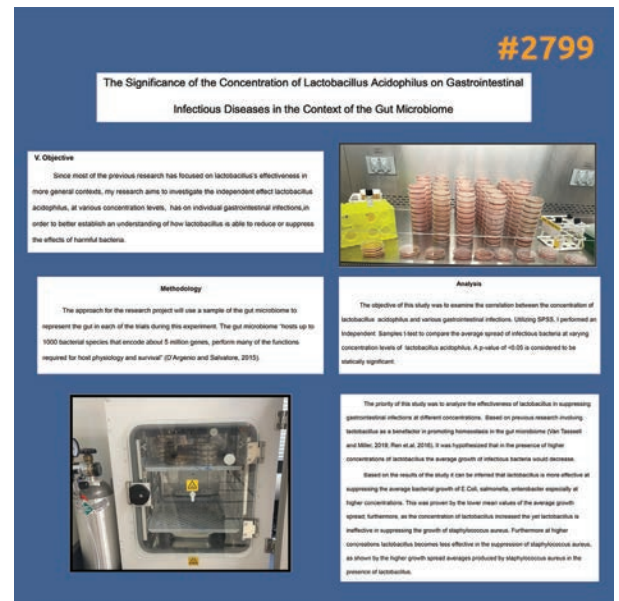 #2799
The Significance of the Concentration of Lactobacillus Acidophilus on Gastrointestinal
Infectious Diseases in the Context of the Gut Microbiome
V. Objective
Since most of the previous research has focused on lactobacillus's effectiveness in
more general contexts, my research aims to investigate the independent effect lactobacillus
acidophilus, at various concentration levels, has on individual gastrointestinal infections,in
order to better establish an understanding of how lactobacillus is able to reduce or suppress
the effects of harmful bacteria.
Methodology
The approach for the research project will use a sample of the gut microbiome to
represent the gut in each of the trials during this experiment. The gut microbiome "hosts up to
1000 bacterial species that encode about 5 million genes, perform many of the functions
required for host physiology and survival" (D'Argenio and Salvatore, 2015).
Analysis
The objective of this study was to examine the correlation between the concentration of
lactobacillus acidophilus and various gastrointestinal infections. Utilizing SPSS, I performed an
Independent Samples t-test to compare the average spread of infectious bacteria at varying
concentration levels of lactobacillus acidophilus. A p-value of <0.05 is considered to be
statically significant.
The priority of this study was to analyze the effectiveness of lactobacillus in suppressing
gastrointestinal infections at different concentrations. Based on previous research involving
lactobacillus as a benefactor in promoting homeostasis in the gut microbiome (Van Tassell
and Miller, 2018; Ren et.al, 2016), It was hypothesized that in the presence of higher
concentrations of lactobacillus the average growth of infectious bacteria would decrease.
Based on the results of the study it can be inferred that lactobacillus is more effective at
suppressing the average bacterial growth of E.Coli, salmonella, enterobacter especially at
higher concentrations. This was proven by the lower mean values of the average growth
spread; furthermore, as the concentration of lactobacillus increased the yet lactobacillus is
ineffective in suppressing the growth of staphylococcus aureus. Furthermore at higher
lactobacillus becomes less effective in the suppression of staphylococcus aureus,
as shown by the higher growth spread averages produced by staphylococcus aureus in the
presence of lactobacillus.